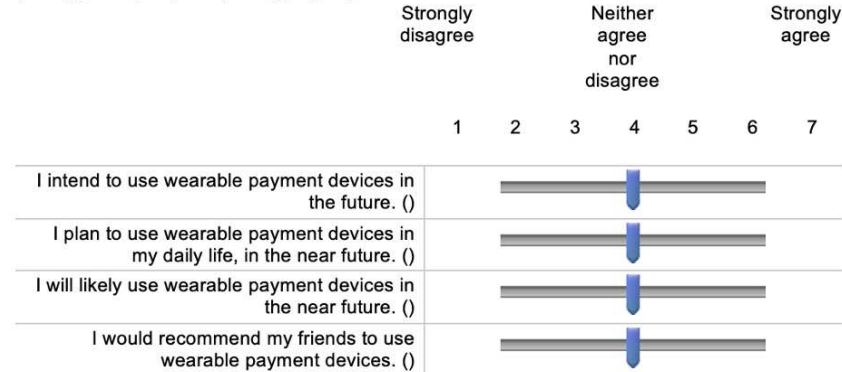 Strongly disagree
Neither agree nor disagree
Strongly agree
1 2 3 4 5 6 7
I intend to use wearable payment devices in
the future. ()
I plan to use wearable payment devices in
my daily life, in the near future. ()
I will likely use wearable payment devices in
the near future. ()
I would recommend my friends to use
wearable payment devices. ()